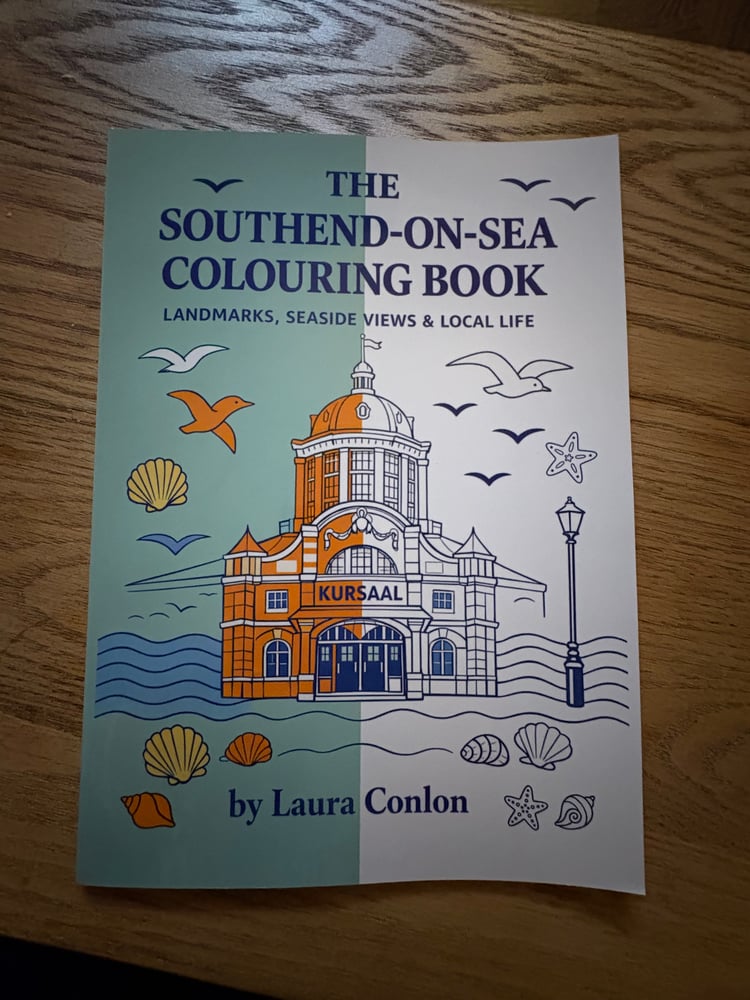 THE
SOUTHEND-ON-SEA
COLOURING BOOK
LANDMARKS, SEASIDE VIEWS & LOCAL LIFE
KURSAAL
by Laura Conlon